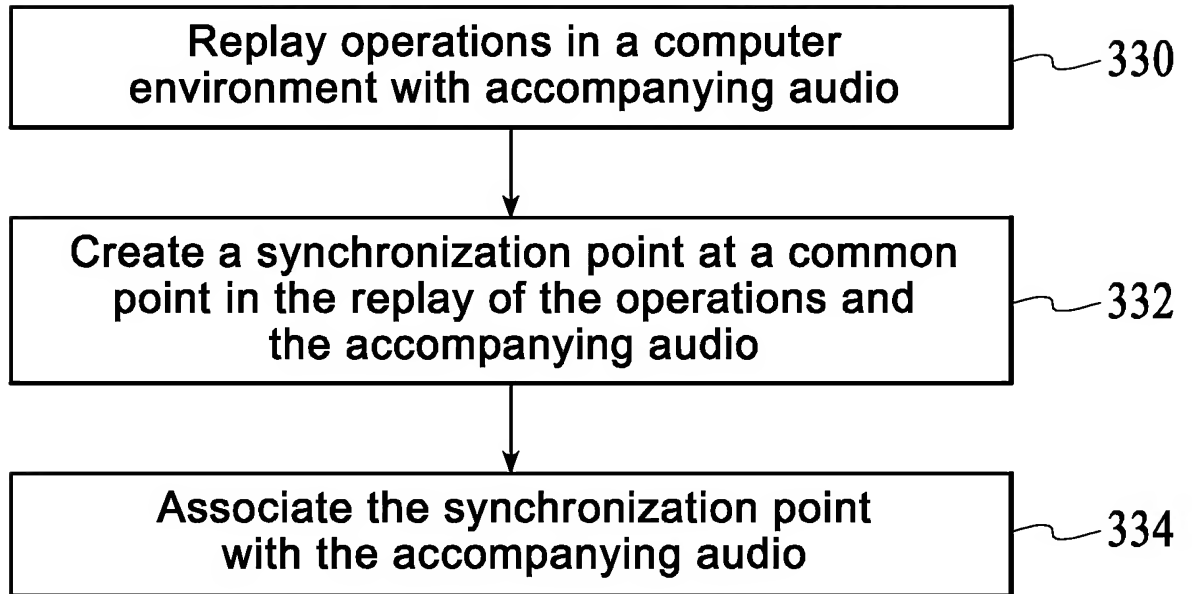 Replay operations in a computer
environment with accompanying audio
330
Create a synchronization point at a common
point in the replay of the operations and
the accompanying audio
332
Associate the synchronization point
with the accompanying audio
334